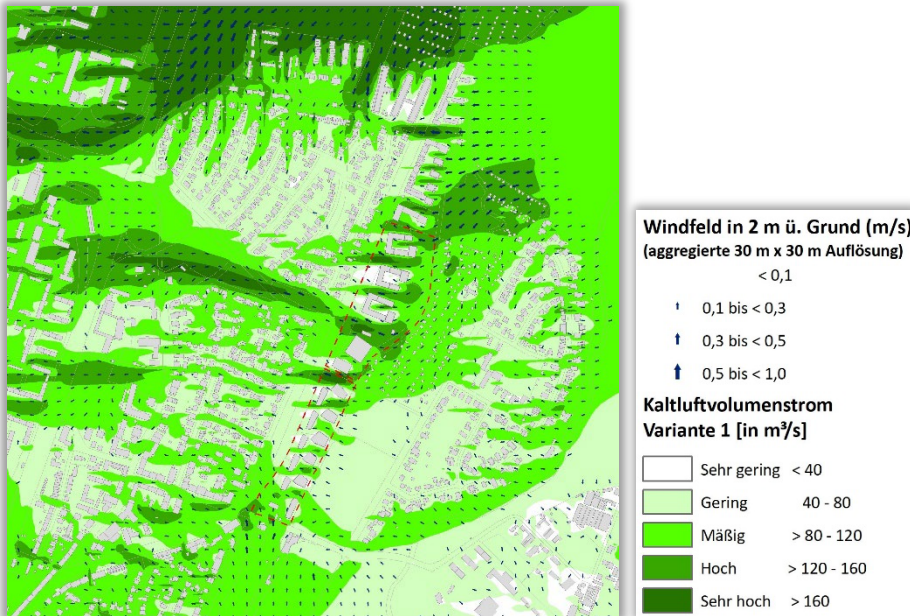 Windfeld in 2 m ü. Grund (m/s)
(aggregierte 30 m x 30 m Auflösung)
< 0,1
0,1 bis < 0,3
0,3 bis < 0,5
0,5 bis < 1,0
Kaltluftvolumenstrom
Variante 1 [in m³/s]
Sehr gering < 40
Gering 40 - 80
Mäßig > 80 - 120
Hoch > 120 - 160
Sehr hoch > 160